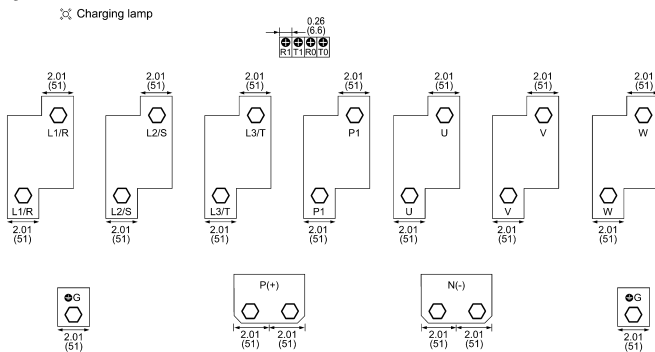 Charging lamp
0.26
(6.6)
R1 T1 R0 T0
2.01 2.01 2.01 2.01 2.01 2.01 2.01
(51) (51) (51) (51) (51) (51) (51)
L1/R L2/S L3/T P1 U V W
L1/R L2/S L3/T P1 U V W
2.01 2.01 2.01 2.01 2.01 2.01 2.01
(51) (51) (51) (51) (51) (51) (51)
G P(+) N(-) G
2.01 2.01 2.01 2.01 2.01 2.01
(51) (51) (51) (51) (51) (51)